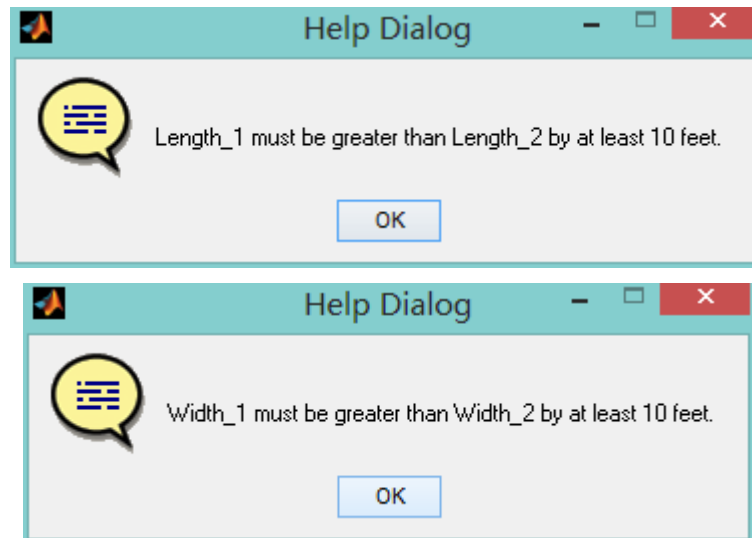 Help Dialog
Length_1 must be greater than Length_2 by at least 10 feet.
OK
Help Dialog
Width_1 must be greater than Width_2 by at least 10 feet.
OK